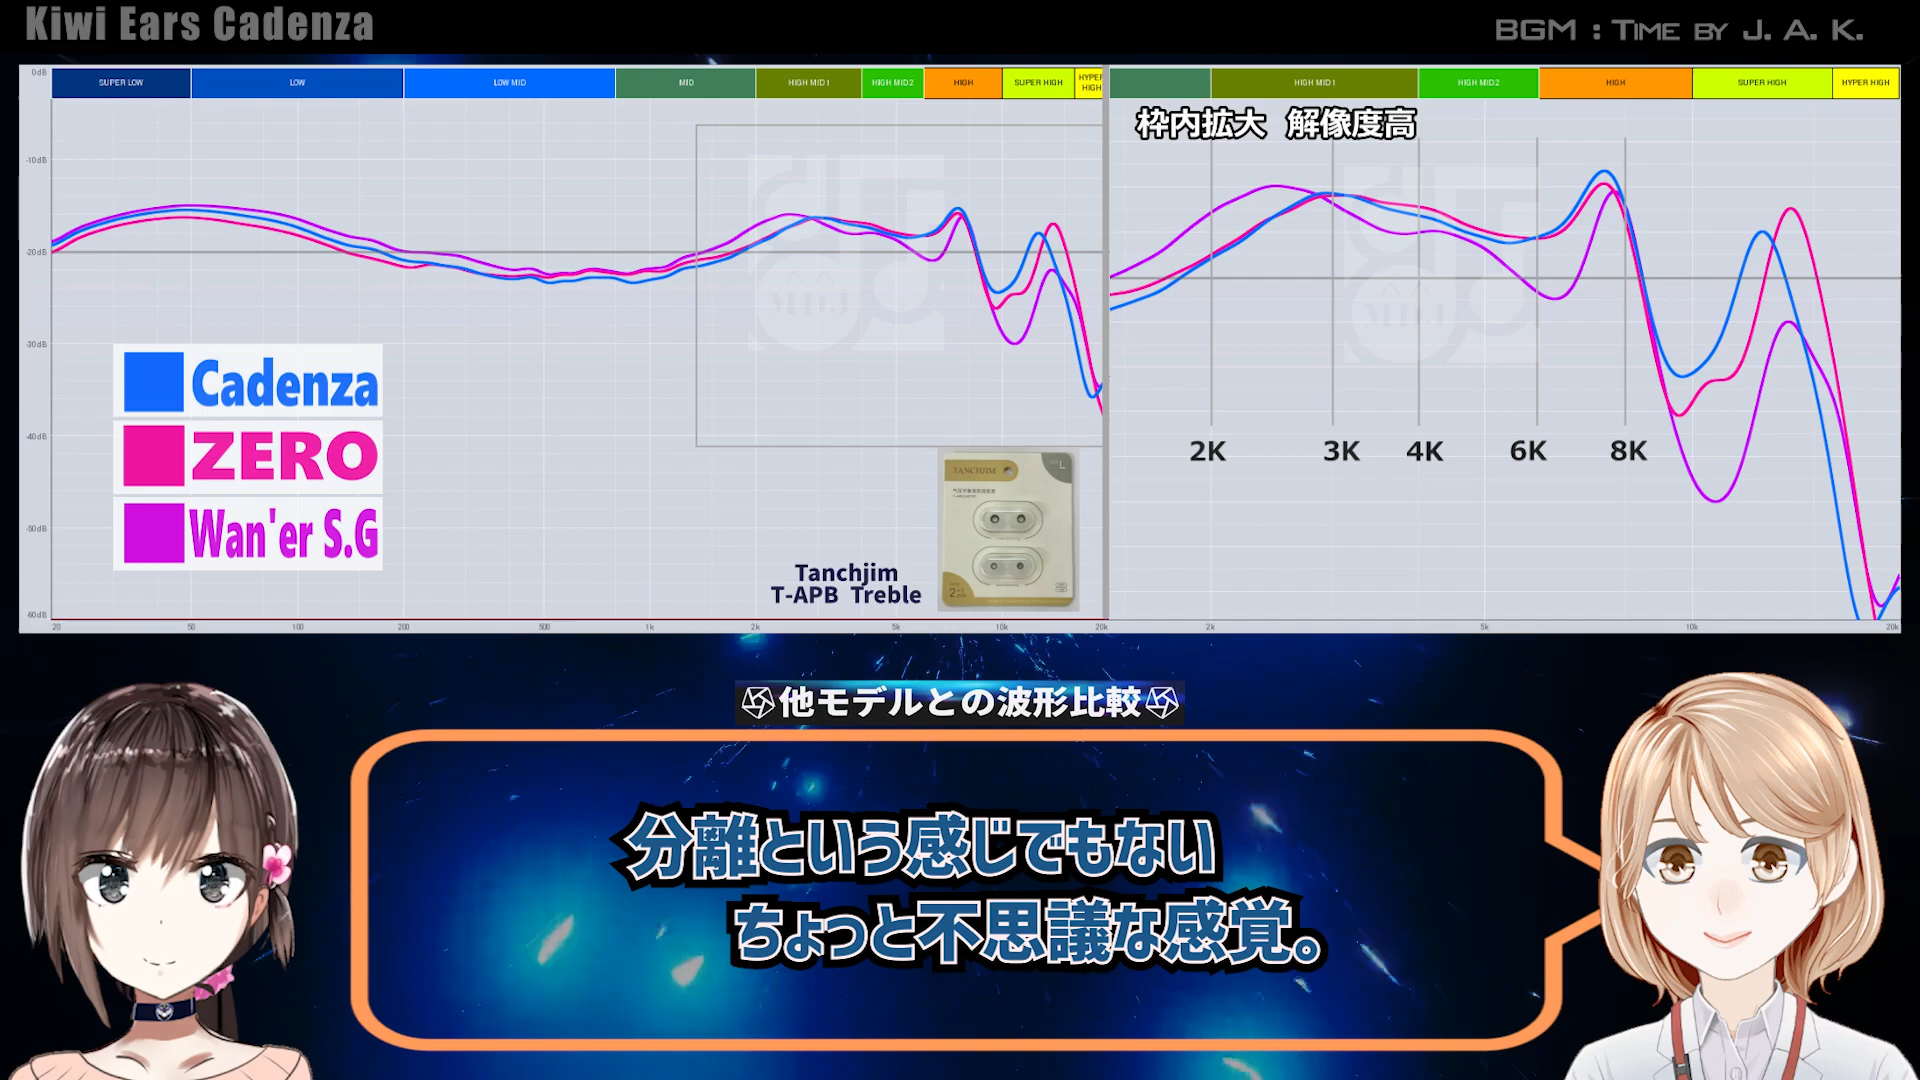 Kiwi Ears Cadenza
BGM : TIME BY J. A. K.
0dB
SUPER LOW
LOW
LOW MID
MID
HIGH MID1
HIGH MID2
HIGH
SUPER HIGH
HYPER HIGH
HIGH MID1
HIGH MID2
HIGH
SUPER HIGH
HYPER HIGH
枠内拡大 解像度高
-10dB
-20dB
-30dB
-40dB
-50dB
-60dB
Cadenza
ZERO
Wan'er S.G
2K 3K 4K 6K 8K
TANCHJIM
L
Tanchjim
T-APB Treble
20 50 100 200 500 1k 2k 5k 10k 20k
2k 5k 10k 20k
他モデルとの波形比較
分離という感じでもない
ちょっと不思議な感覚。